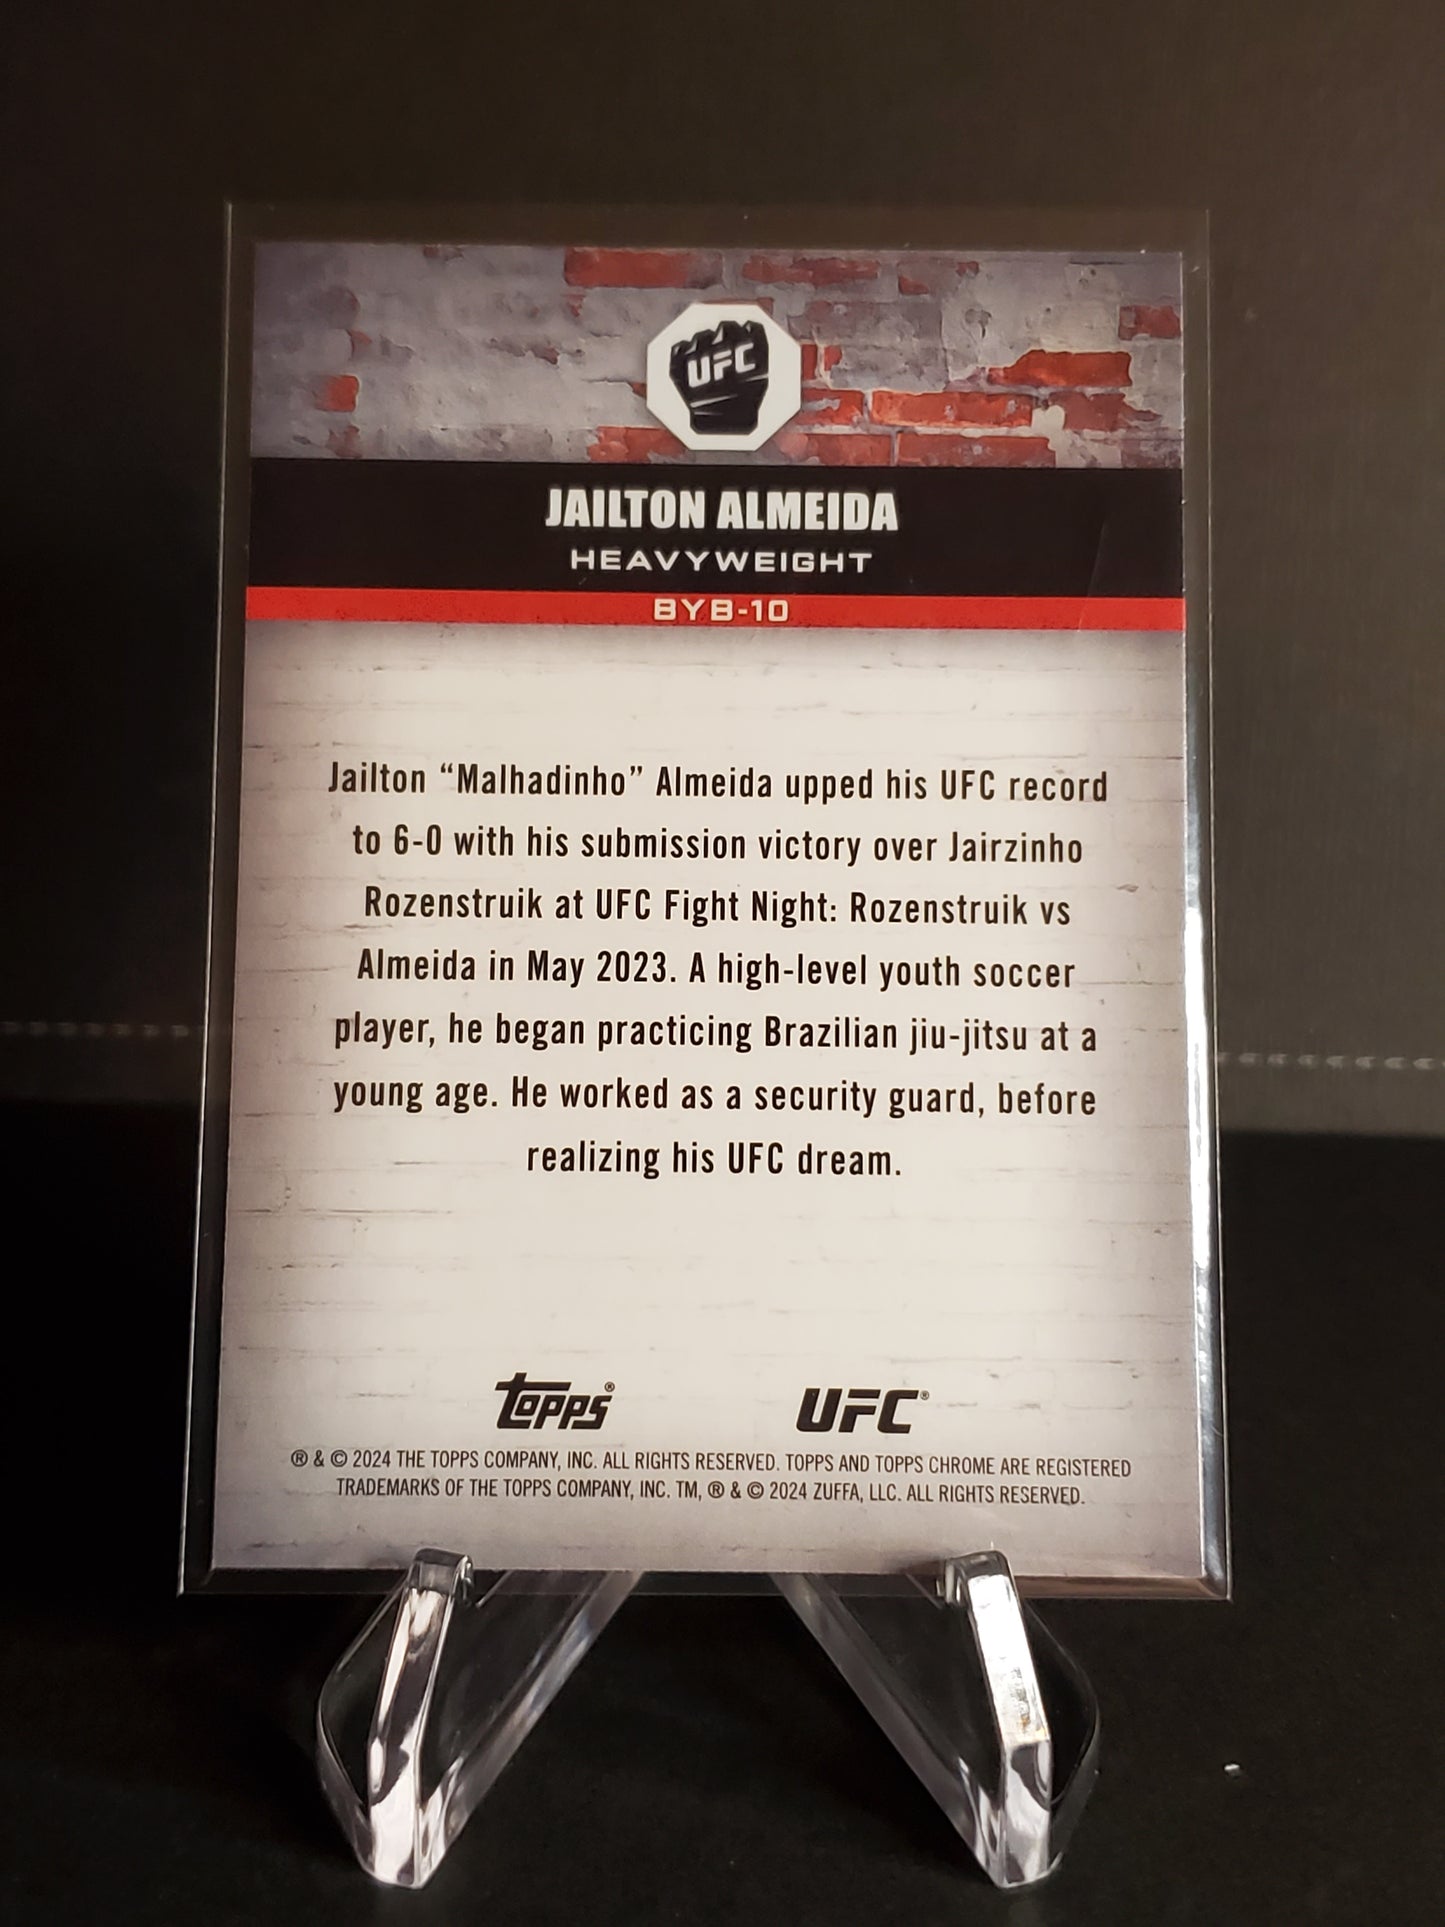 UFC
JAILTON ALMEIDA
HEAVYWEIGHT
BYB-10
Jailton “Malhadinho” Almeida upped his UFC record
to 6-0 with his submission victory over Jairzinho
Rozenstruik at UFC Fight Night: Rozenstruik vs
Almeida in May 2023. A high-level youth soccer
player, he began practicing Brazilian jiu-jitsu at a
young age. He worked as a security guard, before
realizing his UFC dream.
TOPPS® UFC®
® & © 2024 THE TOPPS COMPANY, INC. ALL RIGHTS RESERVED. TOPPS AND TOPPS CHROME ARE REGISTERED
TRADEMARKS OF THE TOPPS COMPANY, INC. TM, ® & © 2024 ZUFFA, LLC. ALL RIGHTS RESERVED.